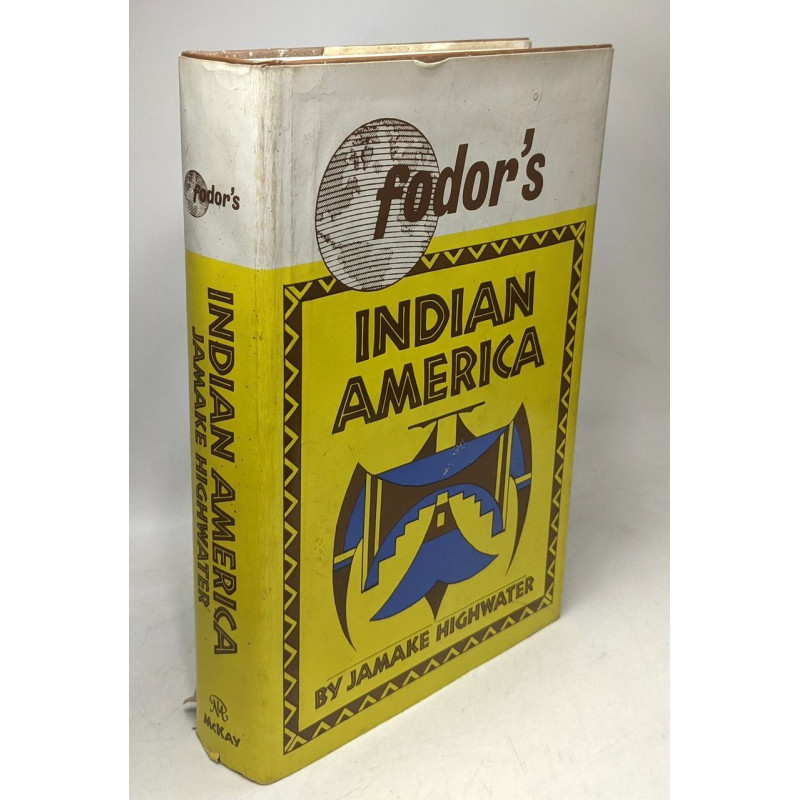 fodor's
INDIAN
AMERICA
BY JAMAKE HIGHWATER
fodor's
INDIAN AMERICA
JAMAKE HIGHWATER
McKAY